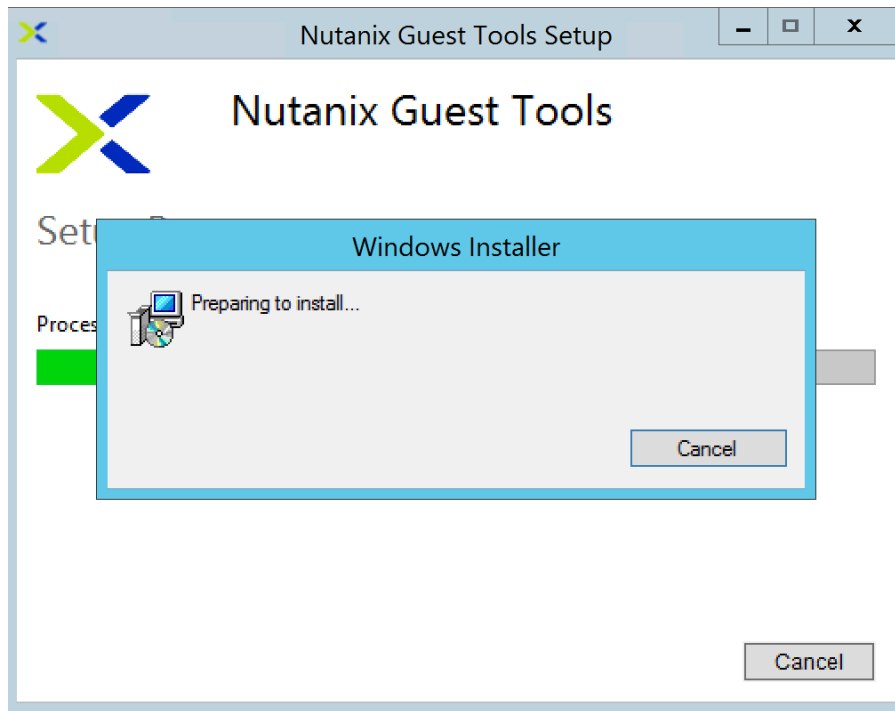 Nutanix Guest Tools Setup
Nutanix Guest Tools
Windows Installer
Preparing to install...
Cancel
Cancel